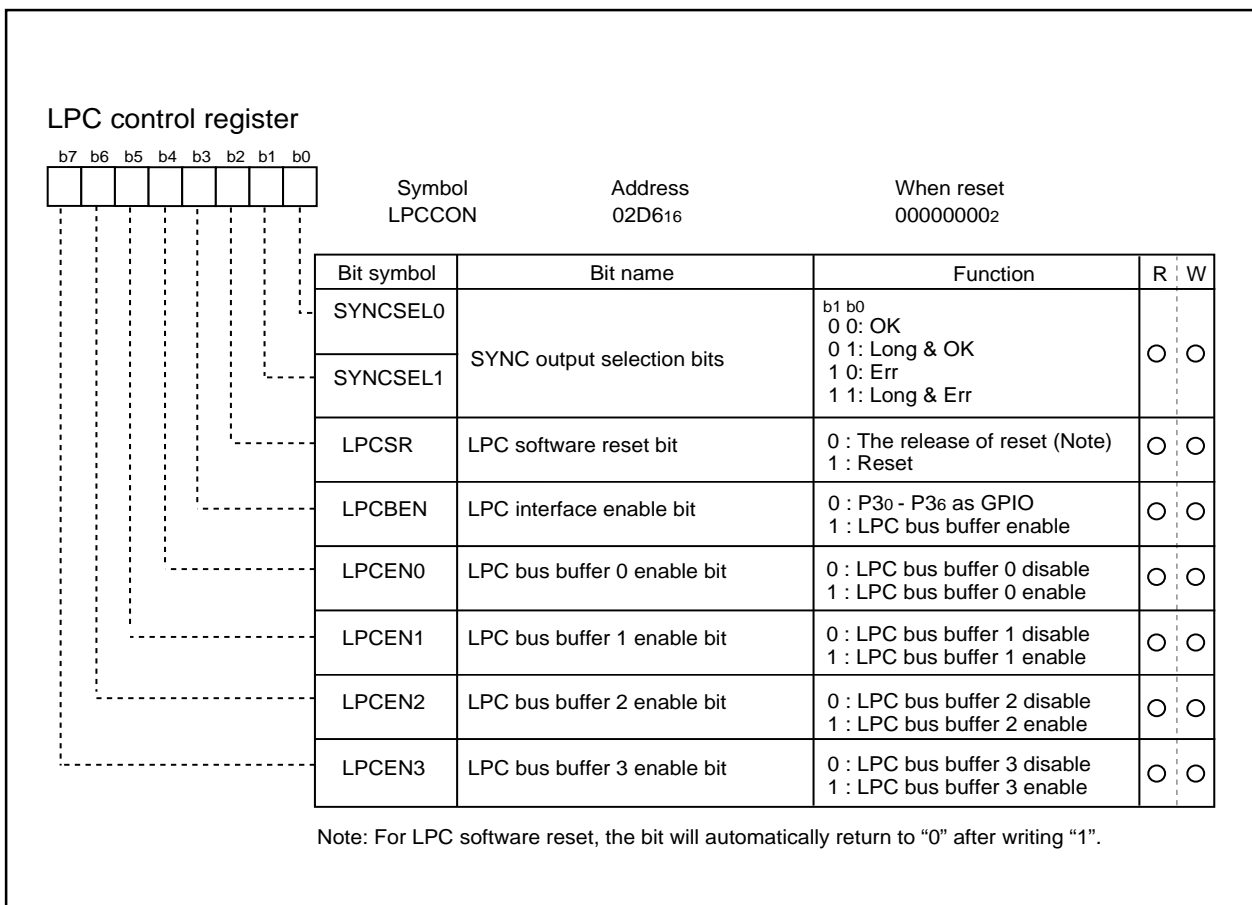 LPC control register
b7 b6 b5 b4 b3 b2 b1 b0
Symbol Address When reset
LPCCON 02D616 000000002
Bit symbol Bit name Function R W
SYNCSEL0
SYNCSEL1
SYNC output selection bits
b1 b0
0 0: OK
0 1: Long & OK
1 0: Err
1 1: Long & Err
LPCSR LPC software reset bit 0 : The release of reset (Note)
1 : Reset
LPCBEN LPC interface enable bit 0 : P30 - P36 as GPIO
1 : LPC bus buffer enable
LPCEN0 LPC bus buffer 0 enable bit 0 : LPC bus buffer 0 disable
1 : LPC bus buffer 0 enable
LPCEN1 LPC bus buffer 1 enable bit 0 : LPC bus buffer 1 disable
1 : LPC bus buffer 1 enable
LPCEN2 LPC bus buffer 2 enable bit 0 : LPC bus buffer 2 disable
1 : LPC bus buffer 2 enable
LPCEN3 LPC bus buffer 3 enable bit 0 : LPC bus buffer 3 disable
1 : LPC bus buffer 3 enable
Note: For LPC software reset, the bit will automatically return to “0” after writing “1”.